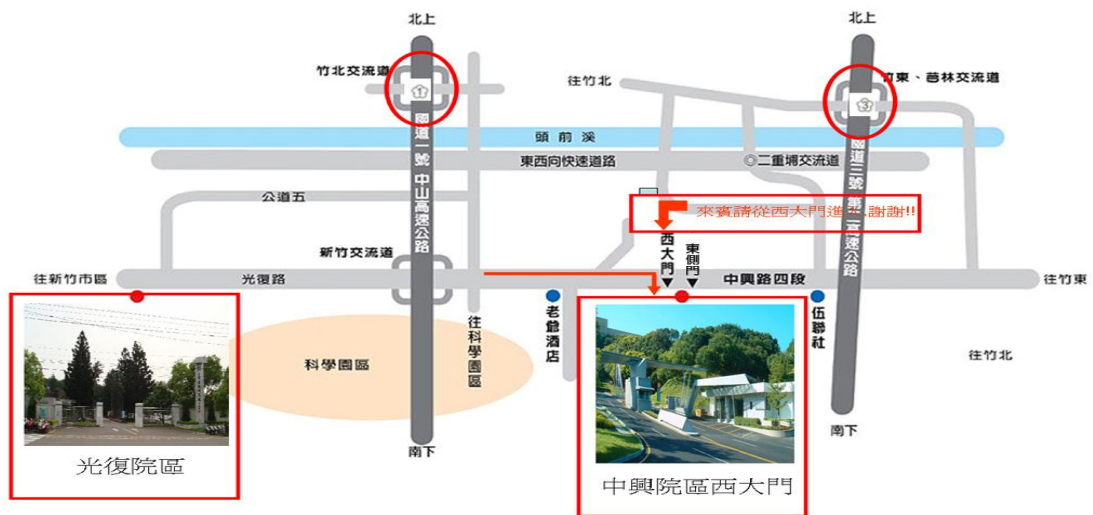 北上
北上
竹北交流道
1
往竹北
竹東、芎林交流道
3
頭前溪
東西向快速道路
二重埔交流道
公道五
國道一號 中山高速公路
國道三號 第二高速公路
來賓請從西大門進 謝謝!!
西大門
東側門
新竹交流道
往新竹市區
光復路
中興路四段
往竹東
老爺酒店
伍聯社
往科學園區
科學園區
往竹北
南下
南下
光復院區
中興院區西大門